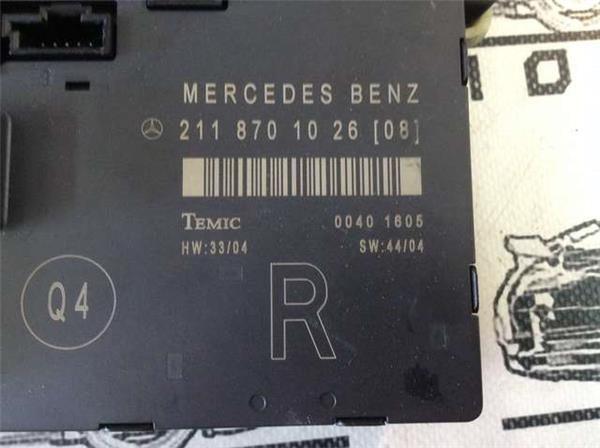 MERCEDES BENZ
211 870 10 26 [08]
TEMIC 0040 1605
HW:33/04 SW:44/04
Q4
R